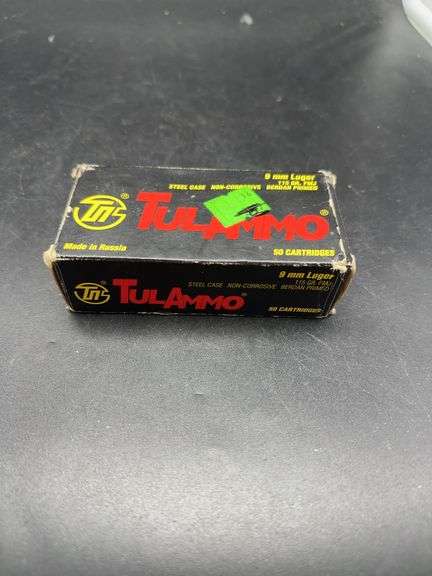 9 mm Luger
115 GR. FMJ
STEEL CASE NON-CORROSIVE BERDAN PRIMED
TULAMMO®
Made in Russia
50 CARTRIDGES
9 mm Luger
115 GR. FMJ
STEEL CASE NON-CORROSIVE BERDAN PRIMED
TULAMMO®
50 CARTRIDGES